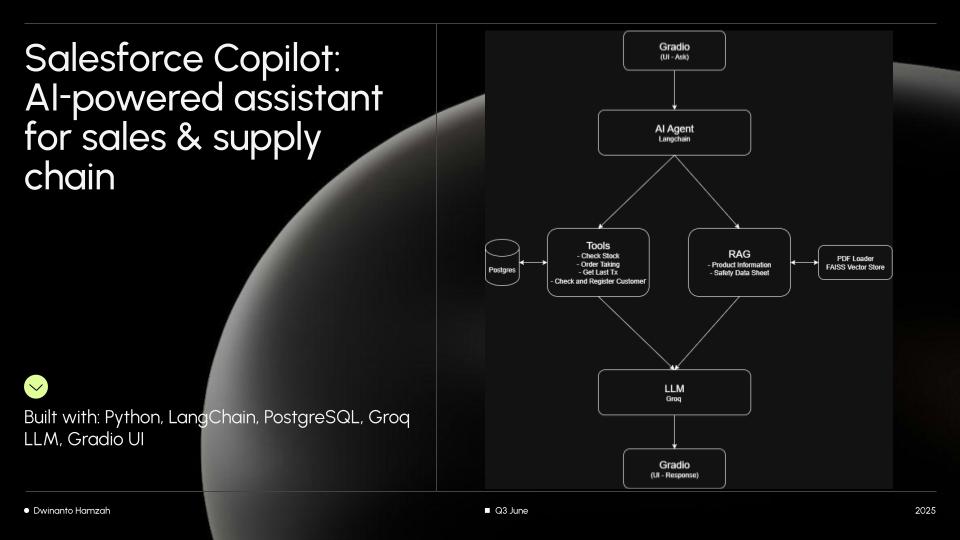 Salesforce Copilot:
AI-powered assistant
for sales & supply
chain
Built with: Python, LangChain, PostgreSQL, Groq
LLM, Gradio UI
Gradio
(UI - Ask)
AI Agent
Langchain
Tools
- Check Stock
- Order Taking
- Get Last Tx
- Check and Register Customer
Postgres
RAG
- Product Information
- Safety Data Sheet
PDF Loader
FAISS Vector Store
LLM
Groq
Gradio
(UI - Response)
Dwinanto Hamzah
Q3 June
2025